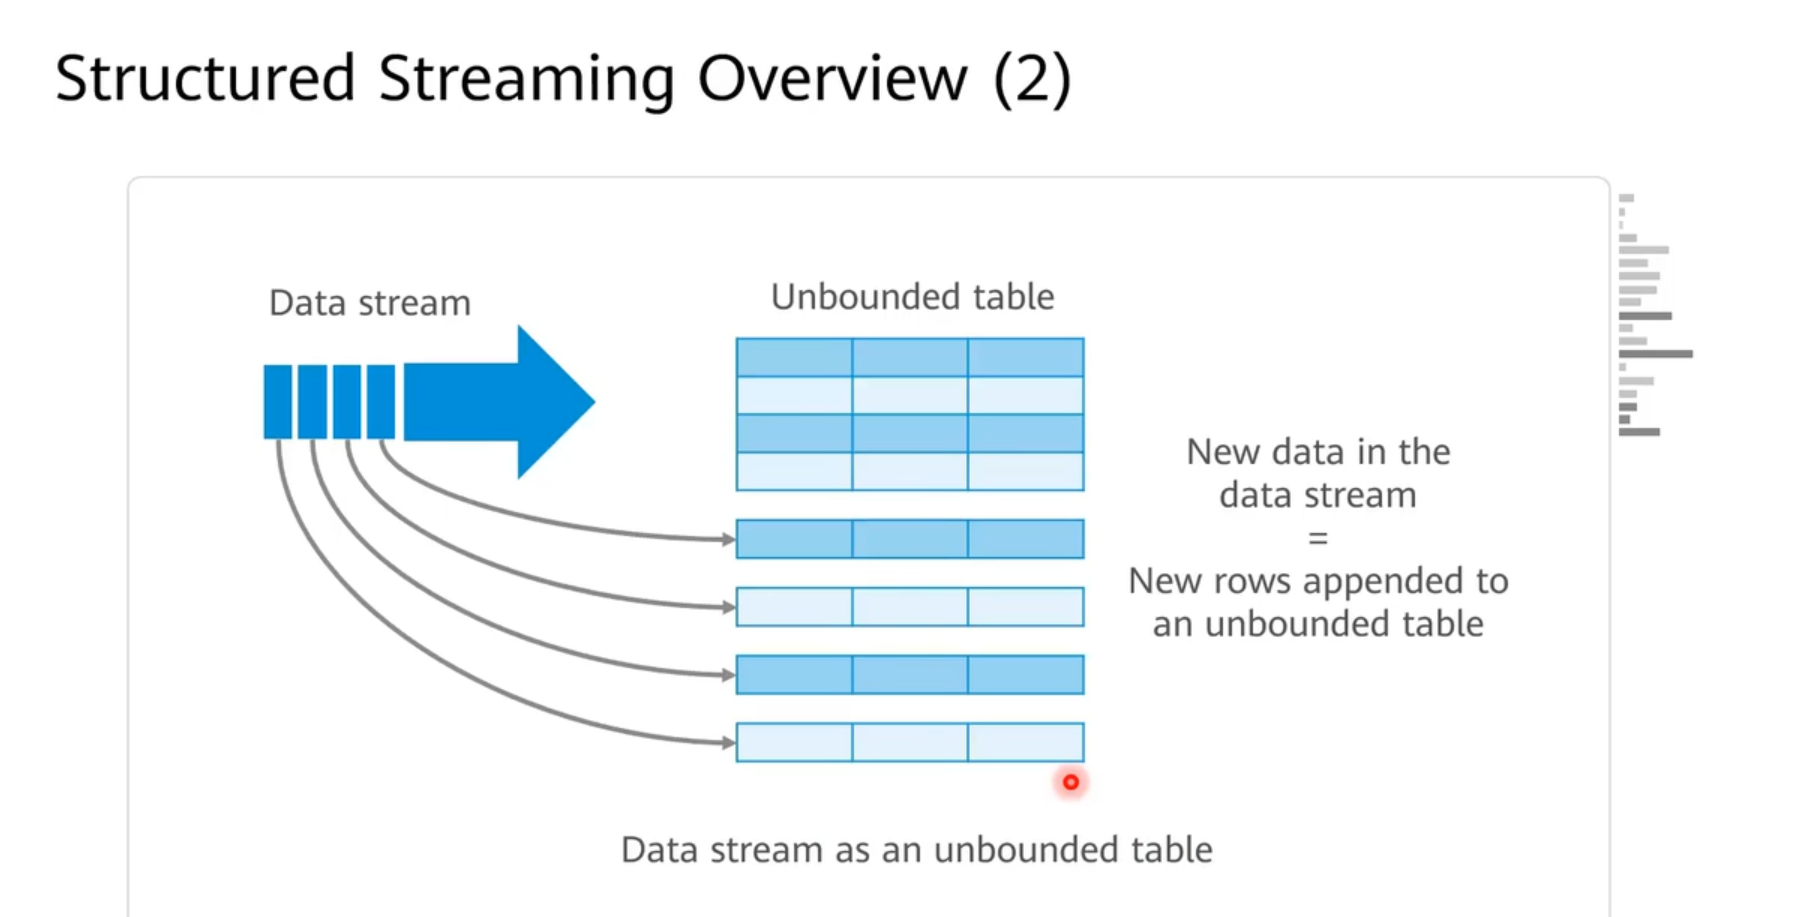 Structured Streaming Overview (2)
Data stream
Unbounded table
New data in the
data stream
=
New rows appended to
an unbounded table
Data stream as an unbounded table